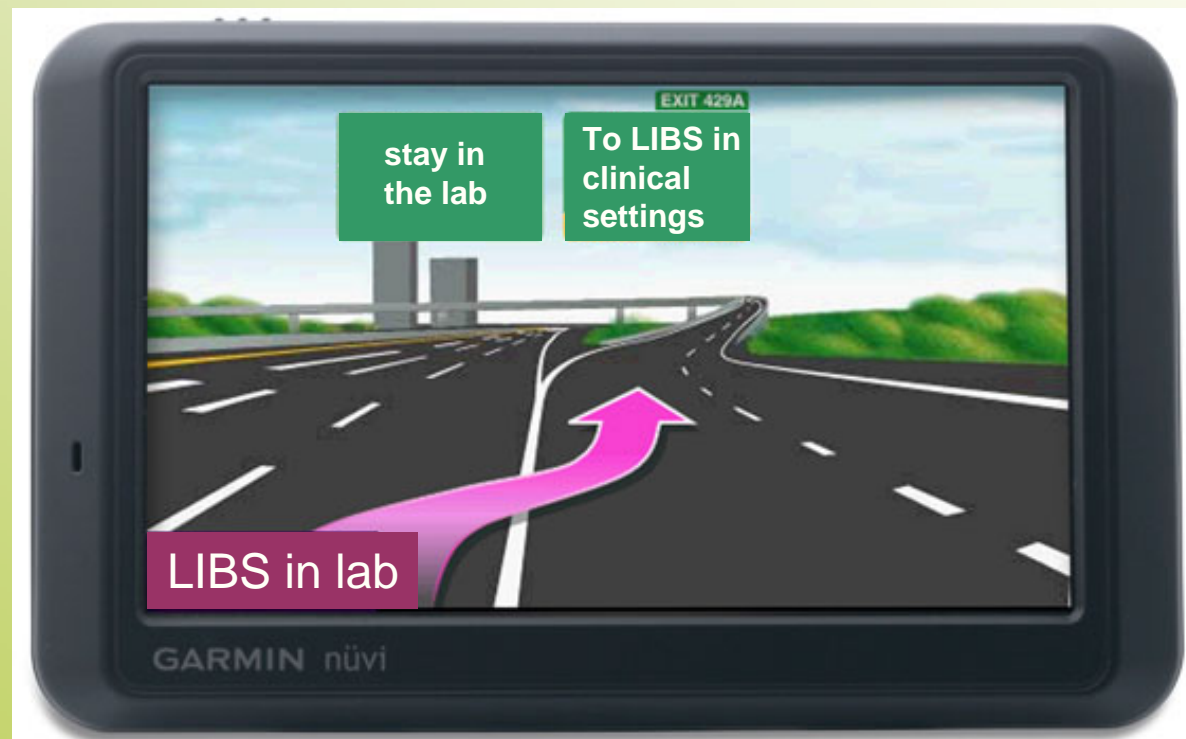 EXIT 429A
stay in
the lab
To LIBS in
clinical
settings
LIBS in lab
GARMIN nüvi